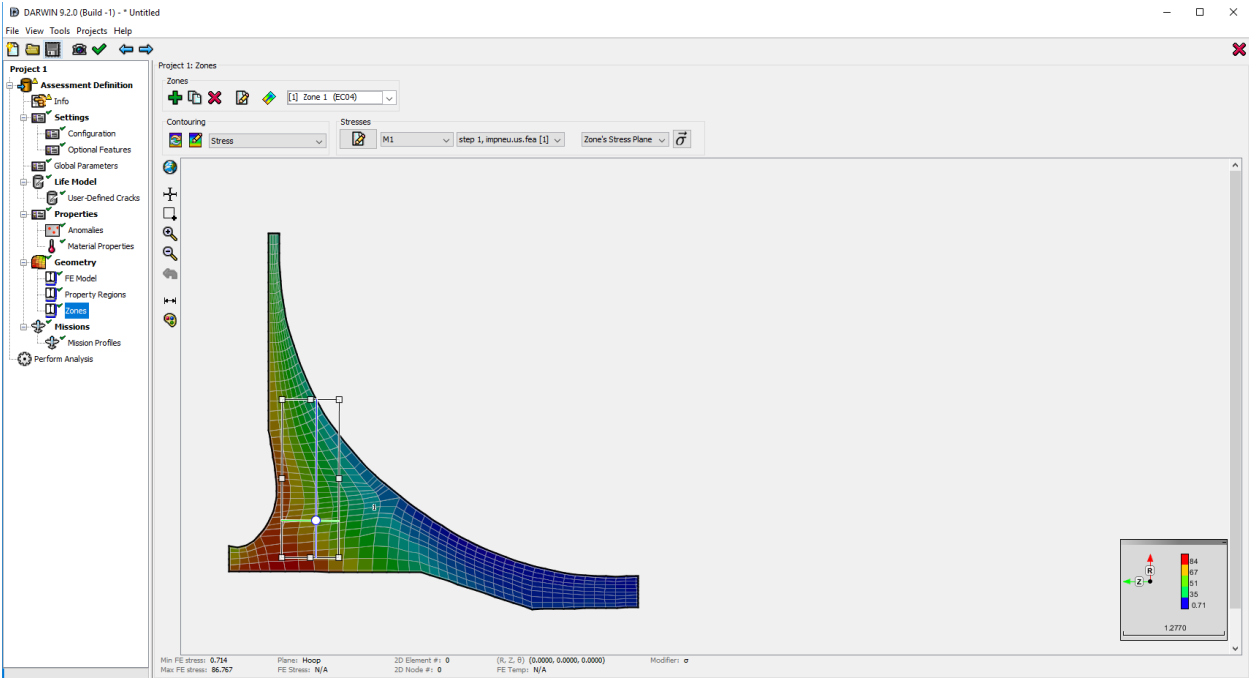 DARWIN 9.2.0 (Build -1) - * Untitled
File View Tools Projects Help
Project 1
Assessment Definition
Info
Settings
Configuration
Optional Features
Global Parameters
Life Model
User-Defined Cracks
Properties
Anomalies
Material Properties
Geometry
FE Model
Property Regions
Zones
Missions
Mission Profiles
Perform Analysis
Project 1: Zones
Zones
[1] Zone 1 (EC04)
Contouring
Stress
Stresses
M1
step 1, impneu.us.fea [1]
Zone's Stress Plane
σ
R
Z
84
67
51
35
0.71
1.2770
Min FE stress: 0.714 Plane: Hoop 2D Element #: 0 (R, Z, θ) (0.0000, 0.0000, 0.0000) Modifier: σ
Max FE stress: 86.767 FE Stress: N/A 2D Node #: 0 FE Temp: N/A